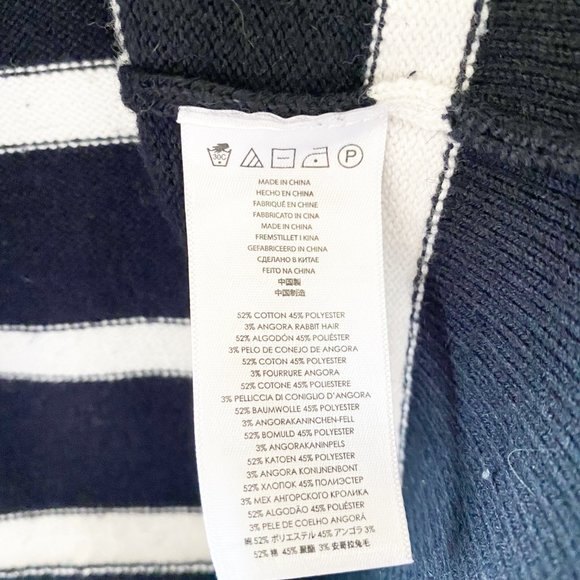 30C P
MADE IN CHINA
HECHO EN CHINA
FABRIQUÉ EN CHINE
FABBRICATO IN CINA
MADE IN CHINA
FREMSTILLET I KINA
GEFABRICEERD IN CHINA
СДЕЛАНО В КИТАЕ
FEITO NA CHINA
中国製
中国制造
52% COTTON 45% POLYESTER
3% ANGORA RABBIT HAIR
52% ALGODÓN 45% POLIÉSTER
3% PELO DE CONEJO DE ANGORA
52% COTON 45% POLYESTER
3% FOURRURE ANGORA
52% COTONE 45% POLIESTERE
3% PELLICCIA DI CONIGLIO D'ANGORA
52% BAUMWOLLE 45% POLYESTER
3% ANGORAKANINCHEN-FELL
52% BOMULD 45% POLYESTER
3% ANGORAKANINPELS
52% KATOEN 45% POLYESTER
3% ANGORA KONIJNENBONT
52% ХЛОПОК 45% ПОЛИЭСТЕР
3% МЕХ АНГОРСКОГО КРОЛИКА
52% ALGODÃO 45% POLIÉSTER
3% PELE DE COELHO ANGORÁ
綿 52% ポリエステル 45% アンゴラ 3%
52% 棉 45% 聚酯 3% 安哥拉兔毛